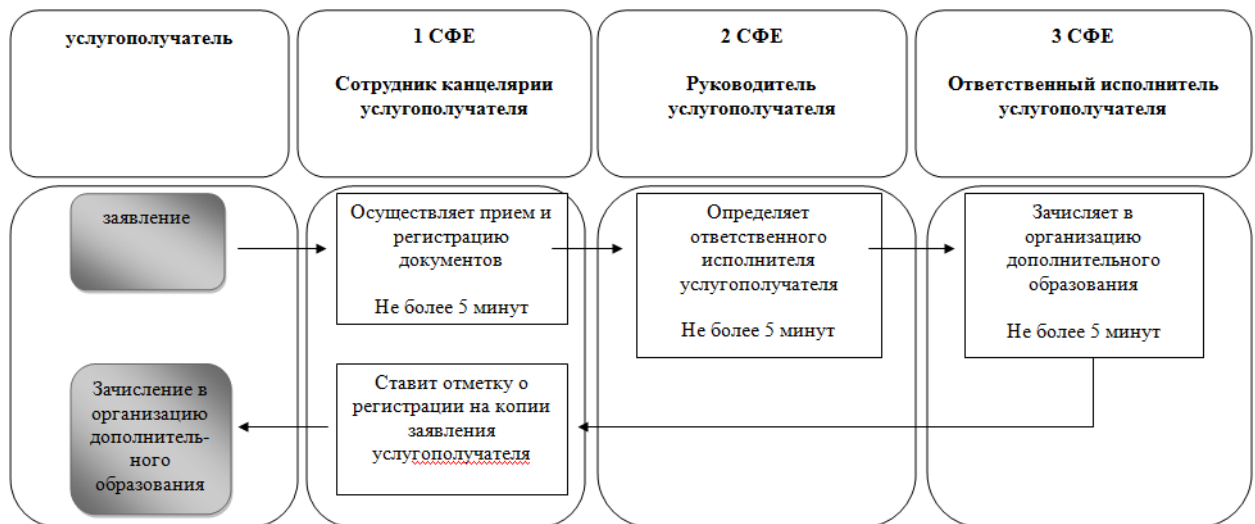 услугополучатель
1 СФЕ
Сотрудник канцелярии
услугополучателя
2 СФЕ
Руководитель
услугополучателя
3 СФЕ
Ответственный исполнитель
услугополучателя
заявление
Осуществляет прием и
регистрацию
документов
Не более 5 минут
Определяет
ответственного
исполнителя
услугополучателя
Не более 5 минут
Зачисляет в
организацию
дополнительного
образования
Не более 5 минут
Зачисление в
организацию
дополнитель-
ного
образования
Ставит отметку о
регистрации на копии
заявления
услугополучателя